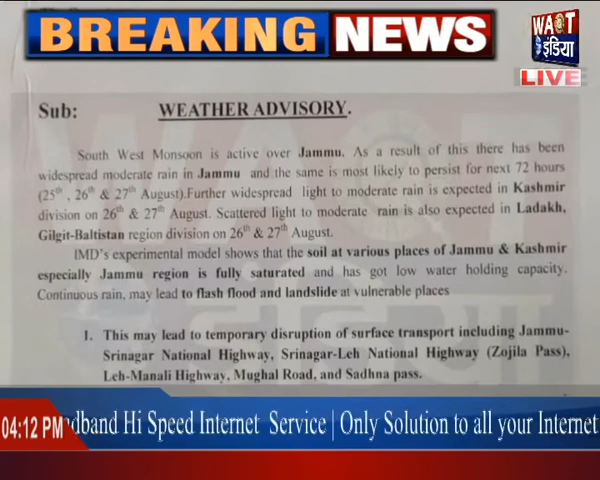 BREAKING NEWS
WAQT
इंडिया
LIVE
Sub: WEATHER ADVISORY.
South West Monsoon is active over Jammu. As a result of this there has been
widespread moderate rain in Jammu and the same is most likely to persist for next 72 hours
(25th , 26th & 27th August).Further widespread light to moderate rain is expected in Kashmir
division on 26th & 27th August. Scattered light to moderate rain is also expected in Ladakh,
Gilgit-Baltistan region division on 26th & 27th August.
IMD's experimental model shows that the soil at various places of Jammu & Kashmir
especially Jammu region is fully saturated and has got low water holding capacity.
Continuous rain, may lead to flash flood and landslide at vulnerable places
1. This may lead to temporary disruption of surface transport including Jammu-
Srinagar National Highway, Srinagar-Leh National Highway (Zojila Pass),
Leh-Manali Highway, Mughal Road, and Sadhna pass.
04:12 PM dband Hi Speed Internet Service | Only Solution to all your Internet